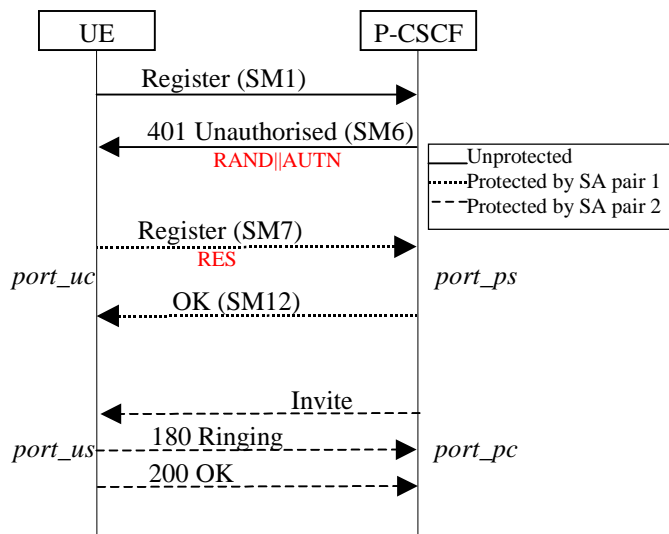 UE
P-CSCF
Register (SM1)
401 Unauthorised (SM6)
RAND||AUTN
Unprotected
Protected by SA pair 1
Protected by SA pair 2
Register (SM7)
RES
port_uc
port_ps
OK (SM12)
Invite
180 Ringing
port_us
port_pc
200 OK